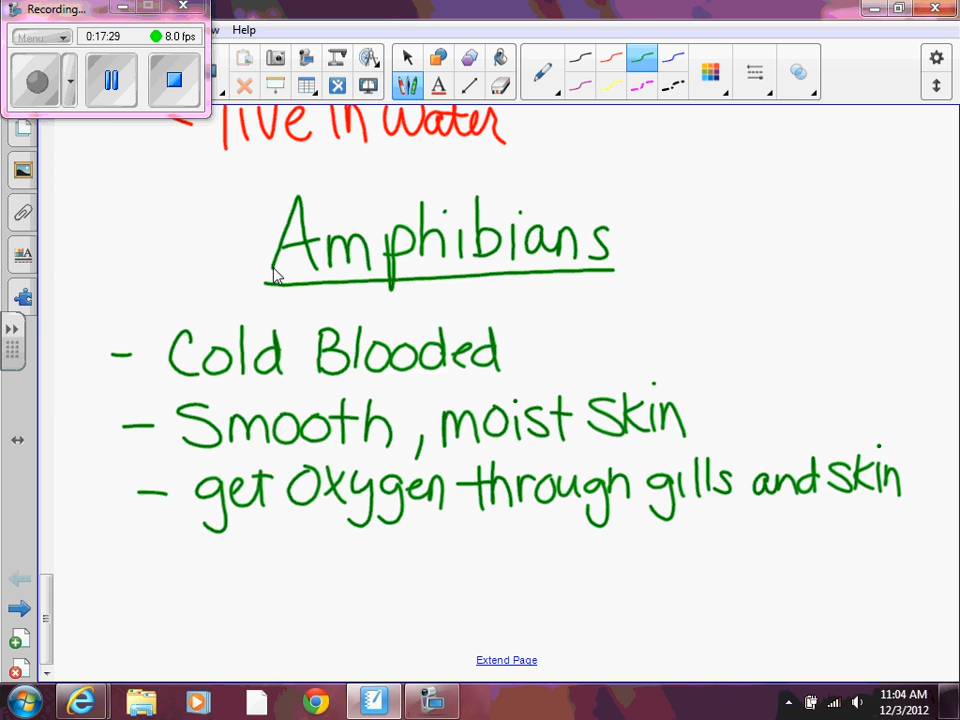 Recording...
Menu
0:17:29
8.0 fps
w Help
- live in water
Amphibians
- Cold Blooded
- Smooth, moist Skin
- get Oxygen through gills and skin
Extend Page
11:04 AM
12/3/2012